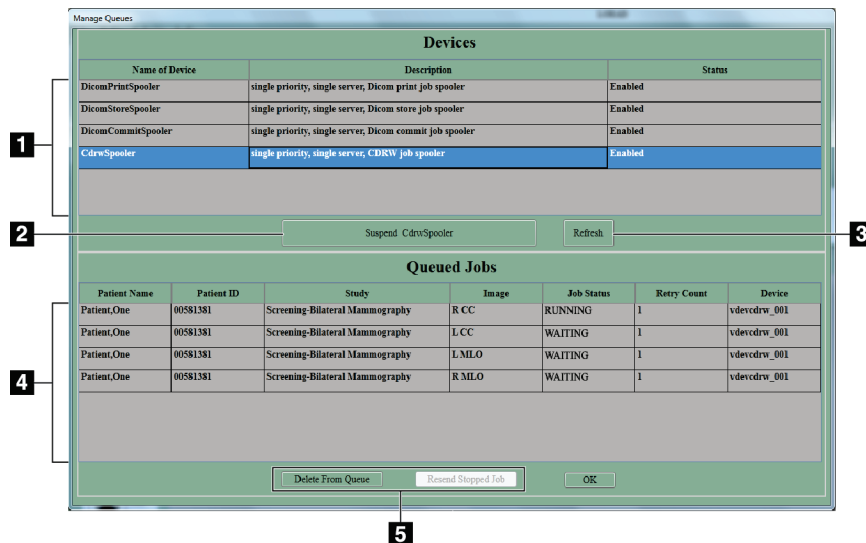 Manage Queues
Devices
Name of Device Description Status
DicomPrintSpooler single priority, single server, Dicom print job spooler Enabled
DicomStoreSpooler single priority, single server, Dicom store job spooler Enabled
DicomCommitSpooler single priority, single server, Dicom commit job spooler Enabled
1
CdrwSpooler single priority, single server, CDRW job spooler Enabled
2 Suspend CdrwSpooler Refresh 3
Queued Jobs
Patient Name Patient ID Study Image Job Status Retry Count Device
Patient,One 00581381 Screening-Bilateral Mammography R CC RUNNING 1 vdevcdrw_001
Patient,One 00581381 Screening-Bilateral Mammography L CC WAITING 1 vdevcdrw_001
Patient,One 00581381 Screening-Bilateral Mammography L MLO WAITING 1 vdevcdrw_001
4 Patient,One 00581381 Screening-Bilateral Mammography R MLO WAITING 1 vdevcdrw_001
Delete From Queue Resend Stopped Job OK
5